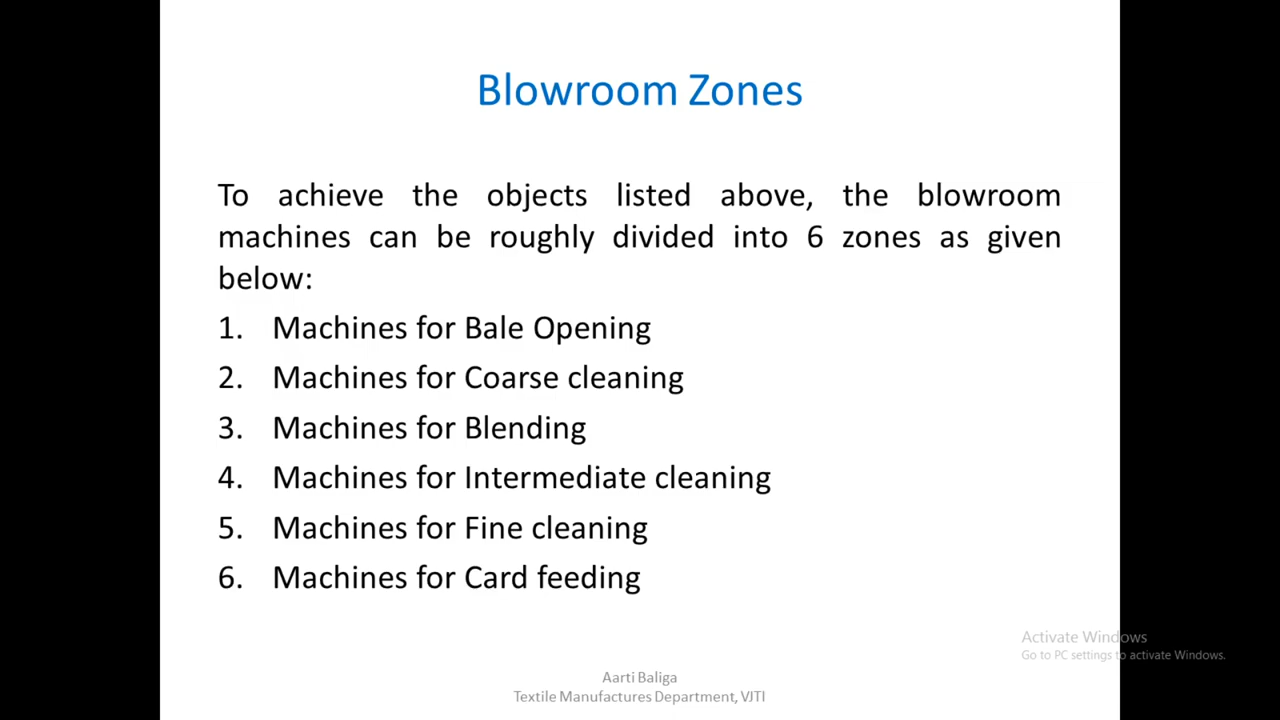 Blowroom Zones
To achieve the objects listed above, the blowroom
machines can be roughly divided into 6 zones as given
below:
1. Machines for Bale Opening
2. Machines for Coarse cleaning
3. Machines for Blending
4. Machines for Intermediate cleaning
5. Machines for Fine cleaning
6. Machines for Card feeding
Activate Windows
Go to PC settings to activate Windows.
Aarti Baliga
Textile Manufactures Department, VJTI